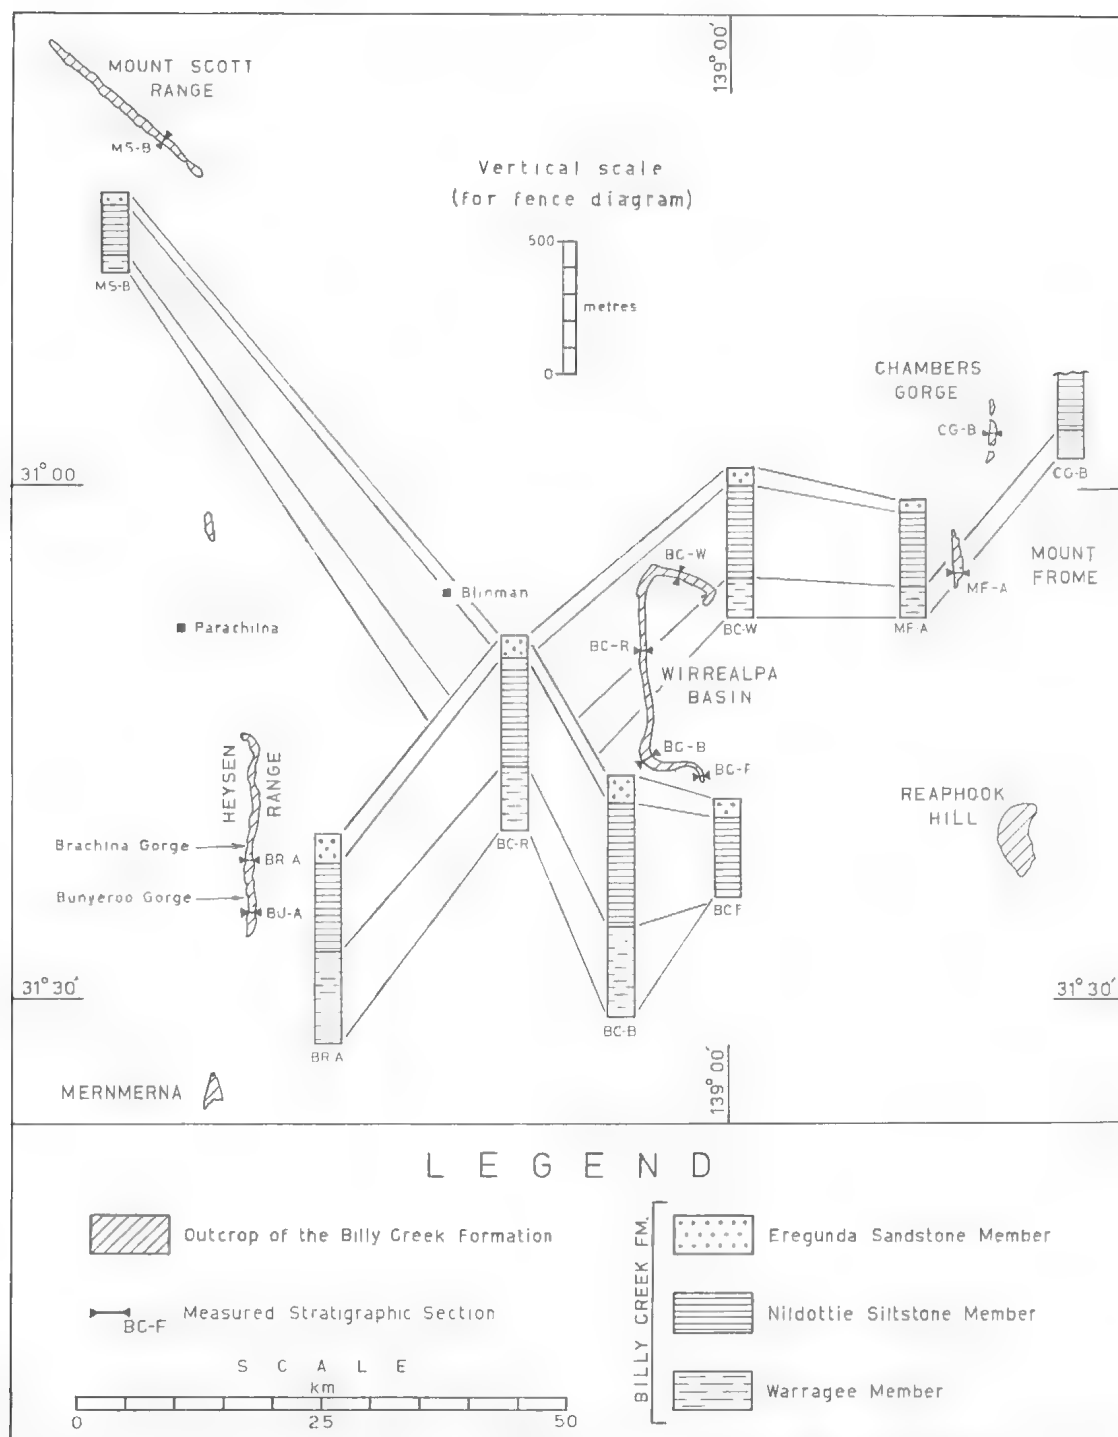 139°00'
MOUNT SCOTT
RANGE
MS-B
Vertical scale
(for fence diagram)
500
metres
0
MS-B
CHAMBERS
GORGE
CG-B
CG-B
31°00'
BC-W
Blinman
MOUNT
FROME
MF-A
Parachilna
BC-W
MF-A
BC-R
WIRREALPA
BASIN
HEYSEN
RANGE
BC-B
BC-F
REAPHOOK
HILL
Brachina Gorge
BR A
BC-R
Bunyeroo Gorge
BU-A
BC F
31°30'
31°30'
BC-B
BR A
139°00'
MERNMERNA
LEGEND
Outcrop of the Billy Creek Formation
BC-F
Measured Stratigraphic Section
SCALE
km
0
25
50
BILLY CREEK FM.
Eregunda Sandstone Member
Nildottie Siltstone Member
Warragee Member